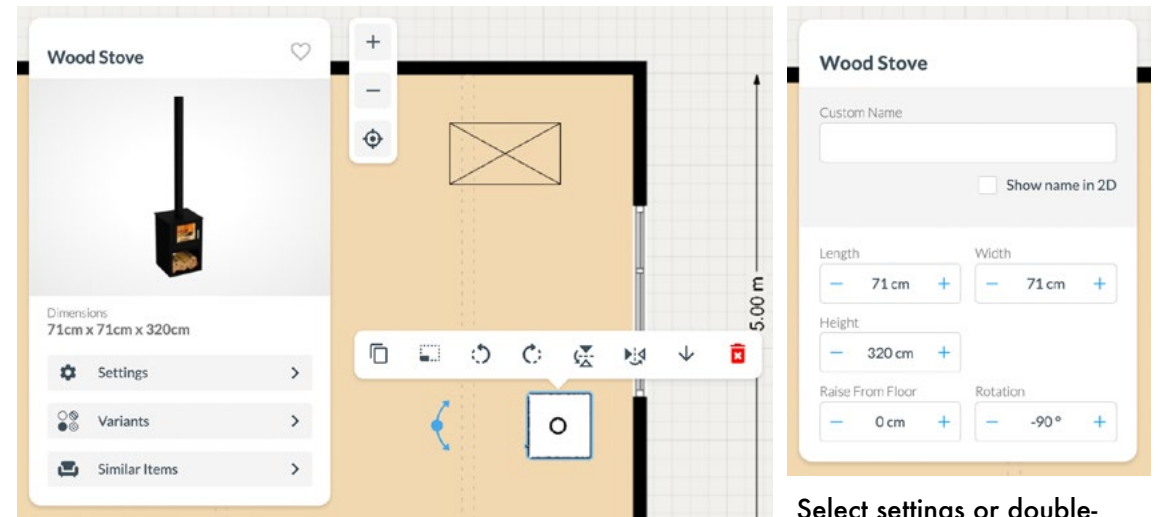 Wood Stove
Dimensions
71cm x 71cm x 320cm
Settings
Variants
Similar Items
5.00 m
Wood Stove
Custom Name
Show name in 2D
Length Width
71 cm 71 cm
Height
320 cm
Raise From Floor Rotation
0 cm -90 °
Select settings or double-